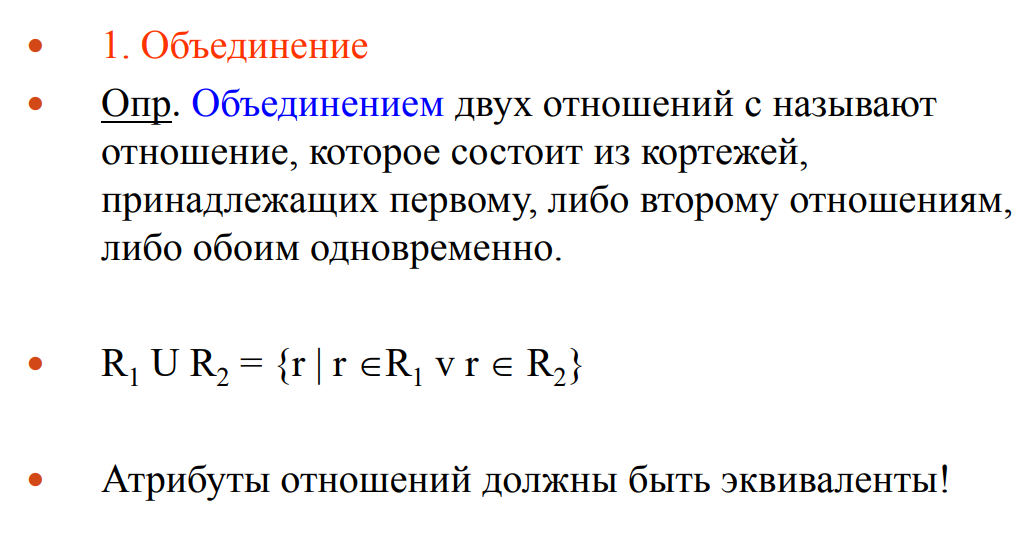 • 1. Объединение
• Опр. Объединением двух отношений с называют
отношение, которое состоит из кортежей,
принадлежащих первому, либо второму отношениям,
либо обоим одновременно.
• R₁ U R₂ = {r | r ∈R₁ v r ∈ R₂}
• Атрибуты отношений должны быть эквиваленты!